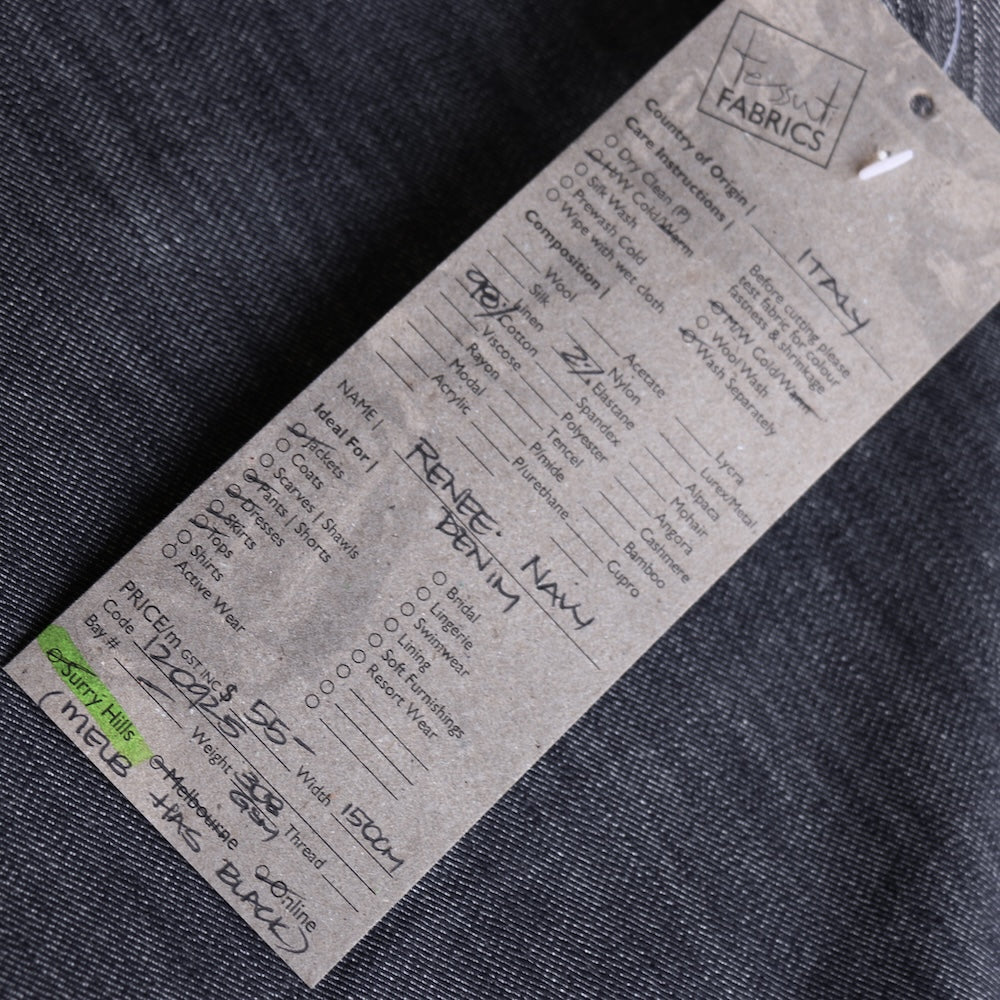 Tessuti
FABRICS
Country of Origin | ITALY
Care Instructions |
Dry Clean (P)
H/W Cold/Warm
Silk Wash
Prewash Cold
Wipe with wet cloth
Before cutting please
test fabric for colour
fastness & shrinkage
H/W Cold/Warm
Wool Wash
Wash Separately
Composition |
Wool
Silk
Linen
98% Cotton
Viscose
Rayon
Modal
Acrylic
Acetate
Nylon
2% Elastane
Spandex
Polyester
Tencel
Plmide
Plurethane
Lycra
Lurex/Metal
Alpaca
Mohair
Angora
Cashmere
Bamboo
Cupro
NAME | RENEE. NAVY
DENIM
Ideal For |
Jackets
Coats
Scarves | Shawls
Pants | Shorts
Dresses
Skirts
Tops
Shirts
Active Wear
Bridal
Lingerie
Swimwear
Lining
Soft Furnishings
Resort Wear
PRICE/m GST INC $ 55- Width 150CM
Code 120925 Weight 308 GSM Thread
Bay #
Surry Hills Melbourne Online
(MELB HAS BLACK)